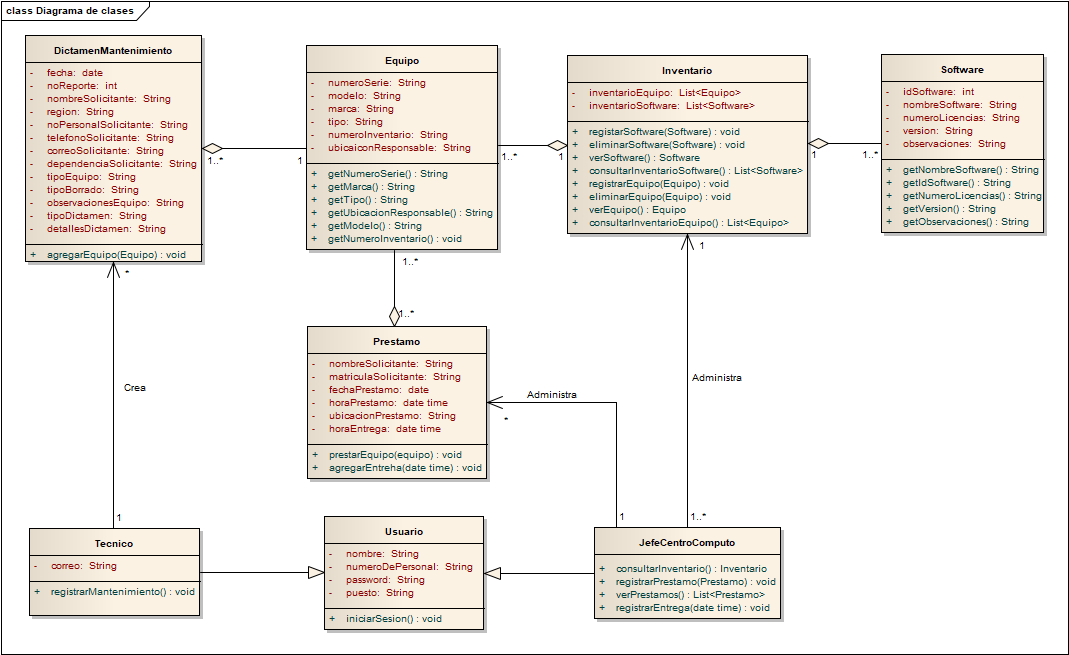 class Diagrama de clases
DictamenMantenimiento
- fecha: date
- noReporte: int
- nombreSolicitante: String
- region: String
- noPersonalSolicitante: String
- telefonoSolicitante: String
- correoSolicitante: String
- dependenciaSolicitante: String
- tipoEquipo: String
- tipoBorrado: String
- observacionesEquipo: String
- tipoDictamen: String
- detallesDictamen: String
+ agregarEquipo(Equipo) : void
1..*
1
Equipo
- numeroSerie: String
- modelo: String
- marca: String
- tipo: String
- numeroInventario: String
- ubicaiconResponsable: String
+ getNumeroSerie() : String
+ getMarca() : String
+ getTipo() : String
+ getUbicacionResponsable() : String
+ getModelo() : String
+ getNumeroInventario() : void
1..*
1
Inventario
- inventarioEquipo: List<Equipo>
- inventarioSoftware: List<Software>
+ registarSoftware(Software) : void
+ eliminarSoftware(Software) : void
+ verSoftware() : Software
+ consultarInventarioSoftware() : List<Software>
+ registrarEquipo(Equipo) : void
+ eliminarEquipo(Equipo) : void
+ verEquipo() : Equipo
+ consultarInventarioEquipo() : List<Equipo>
1
1..*
Software
- idSoftware: int
- nombreSoftware: String
- numeroLicencias: String
- version: String
- observaciones: String
+ getNombreSoftware() : String
+ getIdSoftware() : String
+ getNumeroLicencias() : String
+ getVersion() : String
+ getObservaciones() : String
*
Crea
1
1..*
1..*
Prestamo
- nombreSolicitante: String
- matriculaSolicitante: String
- fechaPrestamo: date
- horaPrestamo: date time
- ubicacionPrestamo: String
- horaEntrega: date time
+ prestarEquipo(equipo) : void
+ agregarEntreha(date time) : void
Administra
*
1
1
Administra
1..*
Tecnico
- correo: String
+ registrarMantenimiento() : void
Usuario
- nombre: String
- numeroDePersonal: String
- password: String
- puesto: String
+ iniciarSesion() : void
JefeCentroComputo
+ consultarInventario() : Inventario
+ registrarPrestamo(Prestamo) : void
+ verPrestamos() : List<Prestamo>
+ registrarEntrega(date time) : void